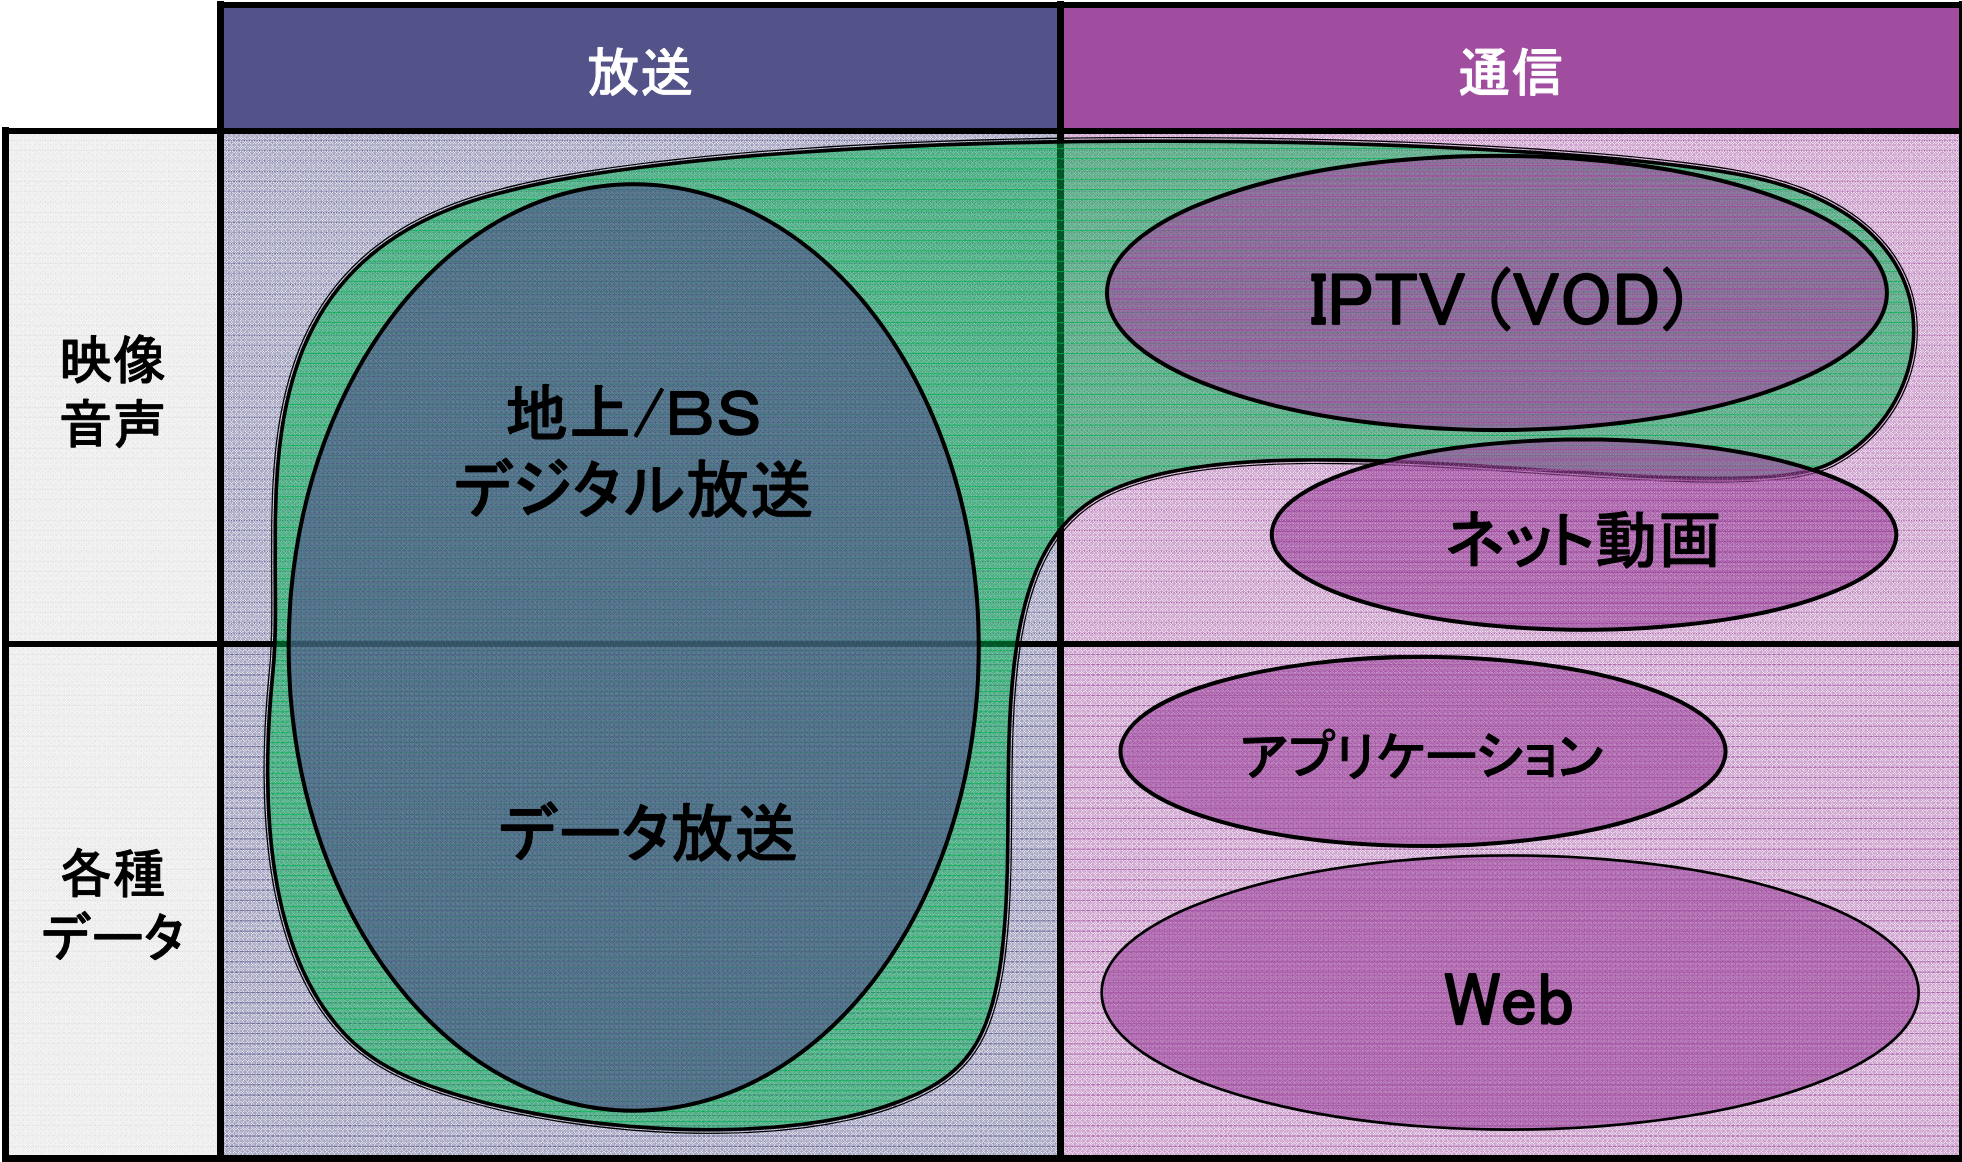 放送
通信
映像
音声
地上/BS
デジタル放送
IPTV (VOD)
ネット動画
各種
データ
データ放送
アプリケーション
Web